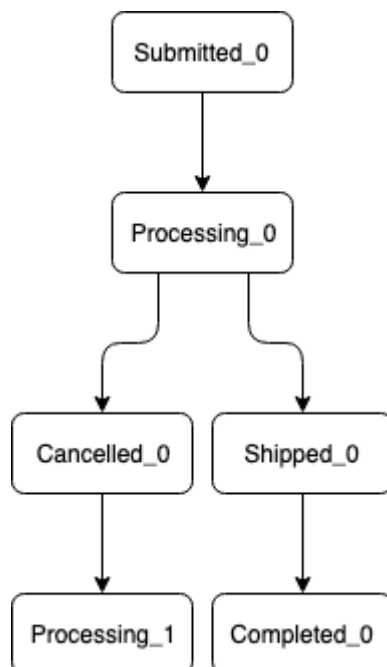 Submitted_0
Processing_0
Cancelled_0
Shipped_0
Processing_1
Completed_0